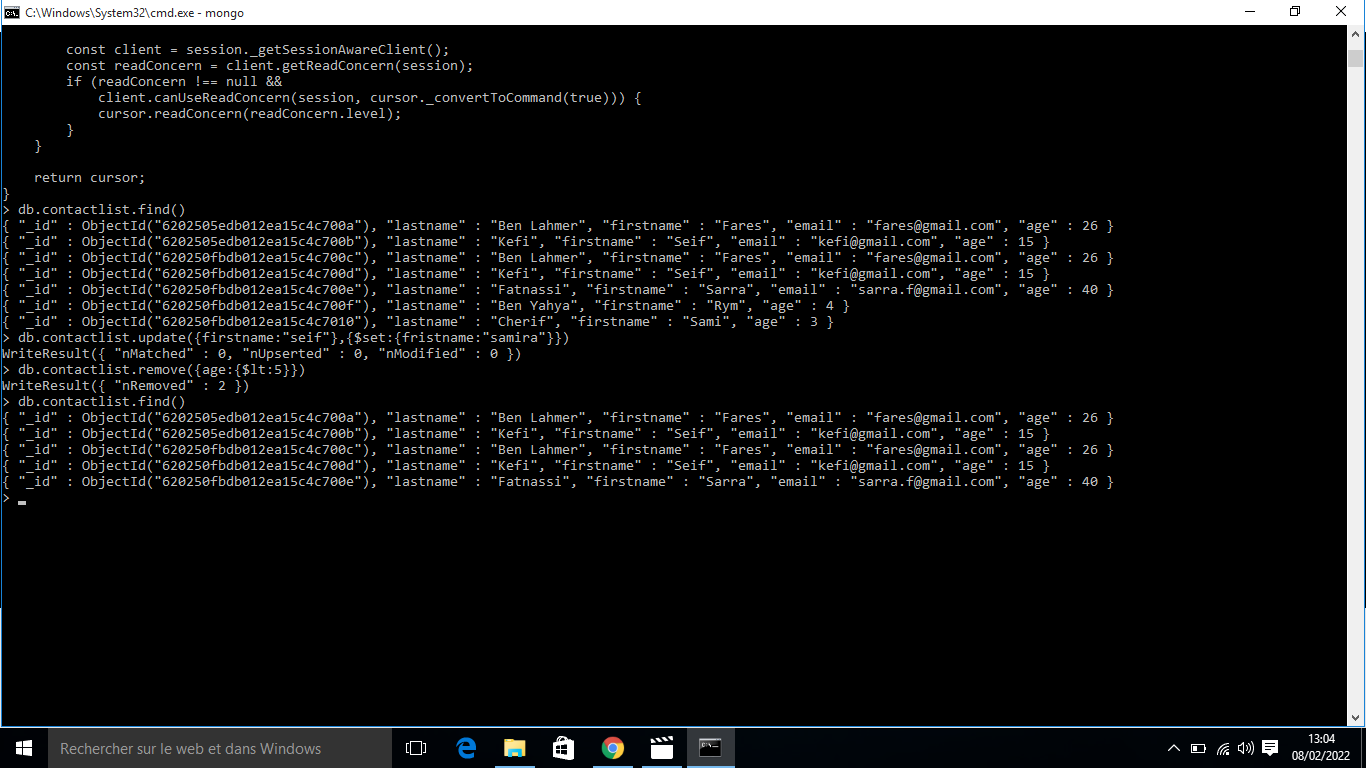 C:\Windows\System32\cmd.exe - mongo
        const client = session._getSessionAwareClient();
        const readConcern = client.getReadConcern(session);
        if (readConcern !== null &&
            client.canUseReadConcern(session, cursor._convertToCommand(true))) {
            cursor.readConcern(readConcern.level);
        }
    }
    return cursor;
}
> db.contactlist.find()
{ "_id" : ObjectId("6202505edb012ea15c4c700a"), "lastname" : "Ben Lahmer", "firstname" : "Fares", "email" : "fares@gmail.com", "age" : 26 }
{ "_id" : ObjectId("6202505edb012ea15c4c700b"), "lastname" : "Kefi", "firstname" : "Seif", "email" : "kefi@gmail.com", "age" : 15 }
{ "_id" : ObjectId("620250fbdb012ea15c4c700c"), "lastname" : "Ben Lahmer", "firstname" : "Fares", "email" : "fares@gmail.com", "age" : 26 }
{ "_id" : ObjectId("620250fbdb012ea15c4c700d"), "lastname" : "Kefi", "firstname" : "Seif", "email" : "kefi@gmail.com", "age" : 15 }
{ "_id" : ObjectId("620250fbdb012ea15c4c700e"), "lastname" : "Fatnassi", "firstname" : "Sarra", "email" : "sarra.f@gmail.com", "age" : 40 }
{ "_id" : ObjectId("620250fbdb012ea15c4c700f"), "lastname" : "Ben Yahya", "firstname" : "Rym", "age" : 4 }
{ "_id" : ObjectId("620250fbdb012ea15c4c7010"), "lastname" : "Cherif", "firstname" : "Sami", "age" : 3 }
> db.contactlist.update({firstname:"seif"},{$set:{fristname:"samira"}})
WriteResult({ "nMatched" : 0, "nUpserted" : 0, "nModified" : 0 })
> db.contactlist.remove({age:{$lt:5}})
WriteResult({ "nRemoved" : 2 })
> db.contactlist.find()
{ "_id" : ObjectId("6202505edb012ea15c4c700a"), "lastname" : "Ben Lahmer", "firstname" : "Fares", "email" : "fares@gmail.com", "age" : 26 }
{ "_id" : ObjectId("6202505edb012ea15c4c700b"), "lastname" : "Kefi", "firstname" : "Seif", "email" : "kefi@gmail.com", "age" : 15 }
{ "_id" : ObjectId("620250fbdb012ea15c4c700c"), "lastname" : "Ben Lahmer", "firstname" : "Fares", "email" : "fares@gmail.com", "age" : 26 }
{ "_id" : ObjectId("620250fbdb012ea15c4c700d"), "lastname" : "Kefi", "firstname" : "Seif", "email" : "kefi@gmail.com", "age" : 15 }
{ "_id" : ObjectId("620250fbdb012ea15c4c700e"), "lastname" : "Fatnassi", "firstname" : "Sarra", "email" : "sarra.f@gmail.com", "age" : 40 }
>
Rechercher sur le web et dans Windows
13:04
08/02/2022